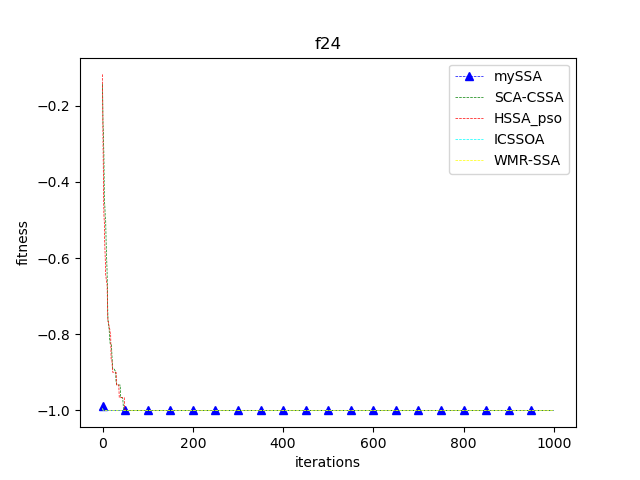 f24
mySSA
SCA-CSSA
HSSA_pso
ICSSOA
WMR-SSA
−0.2
−0.4
−0.6
−0.8
−1.0
fitness
0 200 400 600 800 1000
iterations